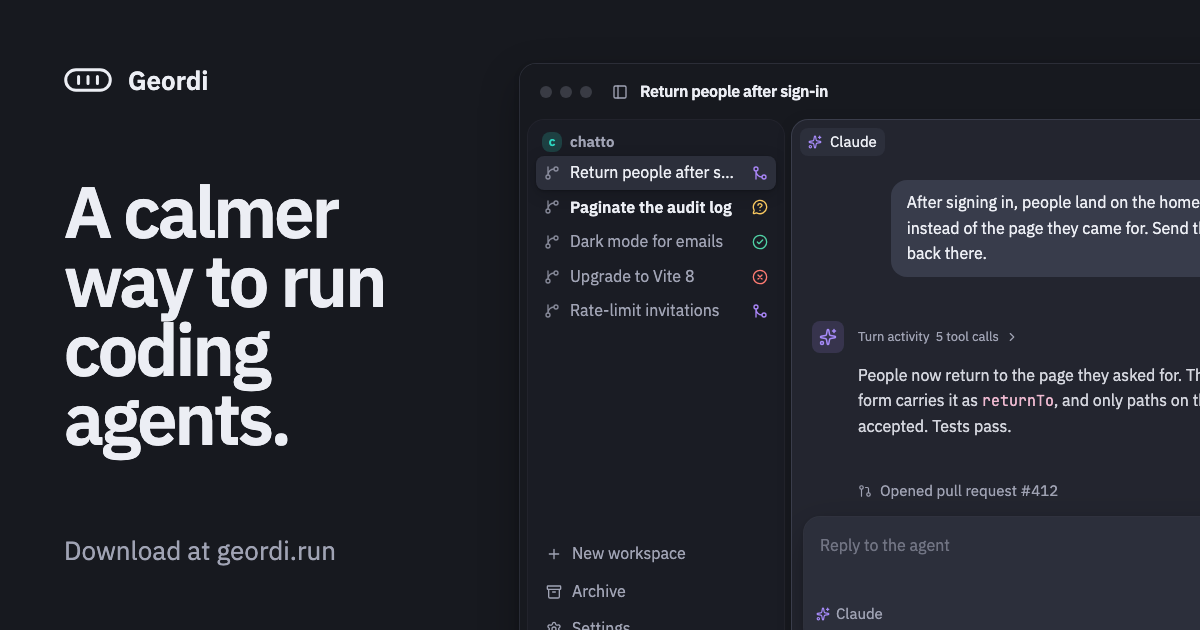 Geordi
A calmer
way to run
coding
agents.
Download at geordi.run
Return people after sign-in
c chatto
Return people after s...
Paginate the audit log
Dark mode for emails
Upgrade to Vite 8
Rate-limit invitations
New workspace
Archive
Settings
Claude
After signing in, people land on the home
instead of the page they came for. Send
back there.
Turn activity 5 tool calls
People now return to the page they asked for.
form carries it as returnTo, and only paths on
accepted. Tests pass.
Opened pull request #412
Reply to the agent
Claude